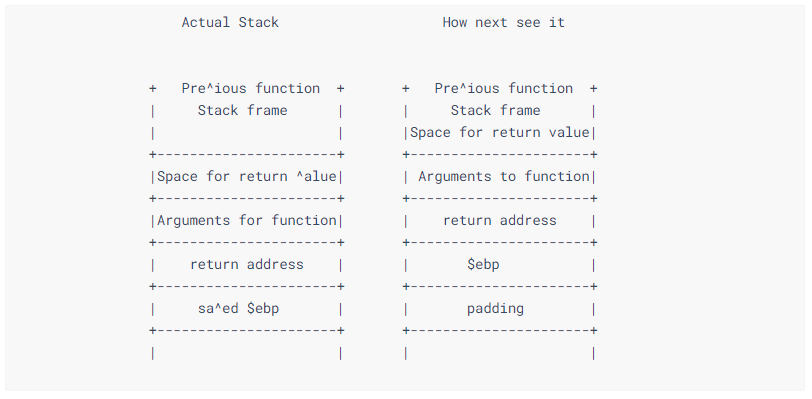 Actual Stack                    How next see it
+   Pre^ious function  +       +   Pre^ious function  +
|     Stack frame      |       |     Stack frame      |
|                      |       |Space for return value|
+----------------------+       +----------------------+
|Space for return ^alue|       | Arguments to function|
+----------------------+       +----------------------+
|Arguments for function|       |    return address    |
+----------------------+       +----------------------+
|    return address    |       |       $ebp           |
+----------------------+       +----------------------+
|     sa^ed $ebp       |       |       padding        |
+----------------------+       +----------------------+
|                      |       |                      |